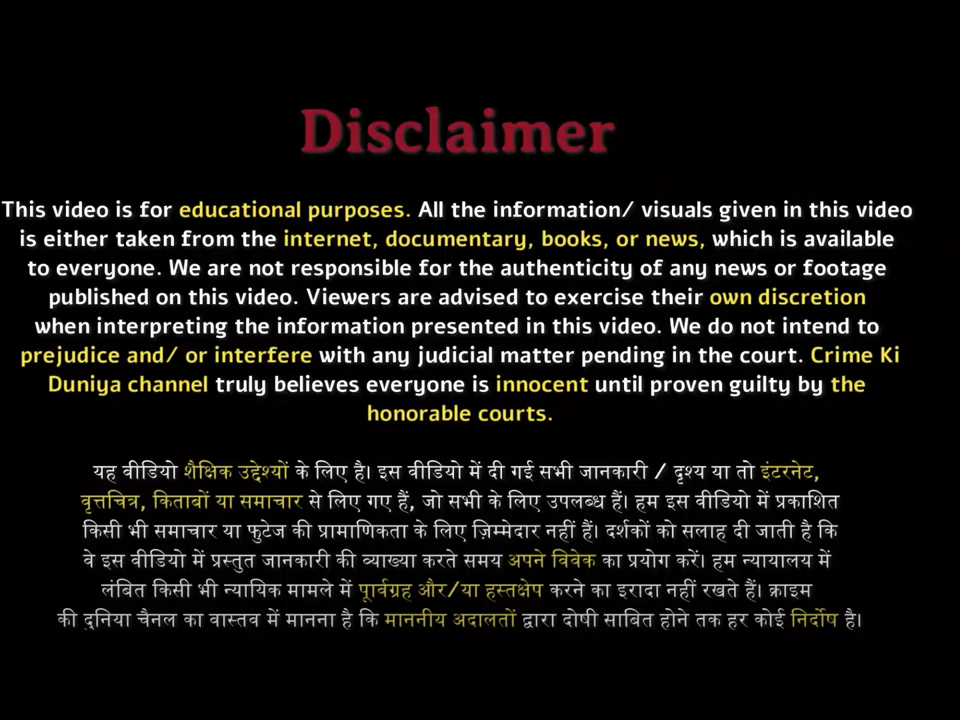 Disclaimer
This video is for educational purposes. All the information/ visuals given in this video
is either taken from the internet, documentary, books, or news, which is available
to everyone. We are not responsible for the authenticity of any news or footage
published on this video. Viewers are advised to exercise their own discretion
when interpreting the information presented in this video. We do not intend to
prejudice and/ or interfere with any judicial matter pending in the court. Crime Ki
Duniya channel truly believes everyone is innocent until proven guilty by the
honorable courts.
यह वीडियो शैक्षिक उद्देश्यों के लिए है। इस वीडियो में दी गई सभी जानकारी / दृश्य या तो इंटरनेट,
वृत्तचित्र, किताबों या समाचार से लिए गए हैं, जो सभी के लिए उपलब्ध हैं। हम इस वीडियो में प्रकाशित
किसी भी समाचार या फुटेज की प्रामाणिकता के लिए ज़िम्मेदार नहीं हैं। दर्शकों को सलाह दी जाती है कि
वे इस वीडियो में प्रस्तुत जानकारी की व्याख्या करते समय अपने विवेक का प्रयोग करें। हम न्यायालय में
लंबित किसी भी न्यायिक मामले में पूर्वाग्रह और/या हस्तक्षेप करने का इरादा नहीं रखते हैं। क्राइम
की दुनिया चैनल का वास्तव में मानना है कि माननीय अदालतों द्वारा दोषी साबित होने तक हर कोई निर्दोष है।